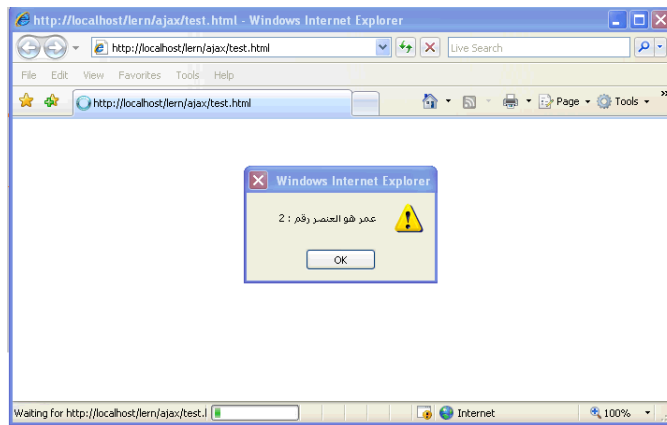 http://localhost/lern/ajax/test.html - Windows Internet Explorer
http://localhost/lern/ajax/test.html
Live Search
File Edit View Favorites Tools Help
http://localhost/lern/ajax/test.html
Page Tools
Windows Internet Explorer
عمر هو العنصر رقم : 2
OK
Waiting for http://localhost/lern/ajax/test.l
Internet
100%